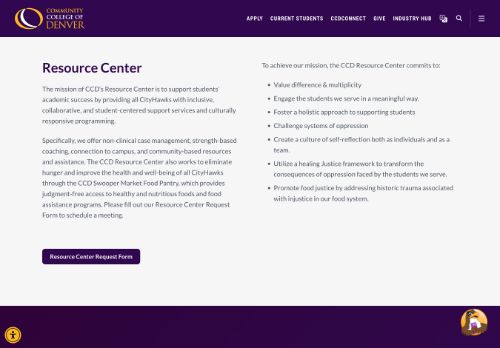 COMMUNITY
COLLEGE OF
DENVER
APPLY CURRENT STUDENTS CCDCONNECT GIVE INDUSTRY HUB
Resource Center
The mission of CCD's Resource Center is to support students'
academic success by providing all CityHawks with inclusive,
collaborative, and student-centered support services and culturally
responsive programming.
Specifically, we offer non-clinical case management, strength-based
coaching, connection to campus, and community-based resources
and assistance. The CCD Resource Center also works to eliminate
hunger and improve the health and well-being of all CityHawks
through the CCD Swooper Market Food Pantry, which provides
judgment-free access to healthy and nutritious foods and food
assistance programs. Please fill out our Resource Center Request
Form to schedule a meeting.
Resource Center Request Form
To achieve our mission, the CCD Resource Center commits to:
Value difference & multiplicity
Engage the students we serve in a meaningful way.
Foster a holistic approach to supporting students
Challenge systems of oppression
Create a culture of self-reflection both as individuals and as a
team.
Utilize a healing Justice framework to transform the
consequences of oppression faced by the students we serve.
Promote food justice by addressing historic trauma associated
with injustice in our food system.